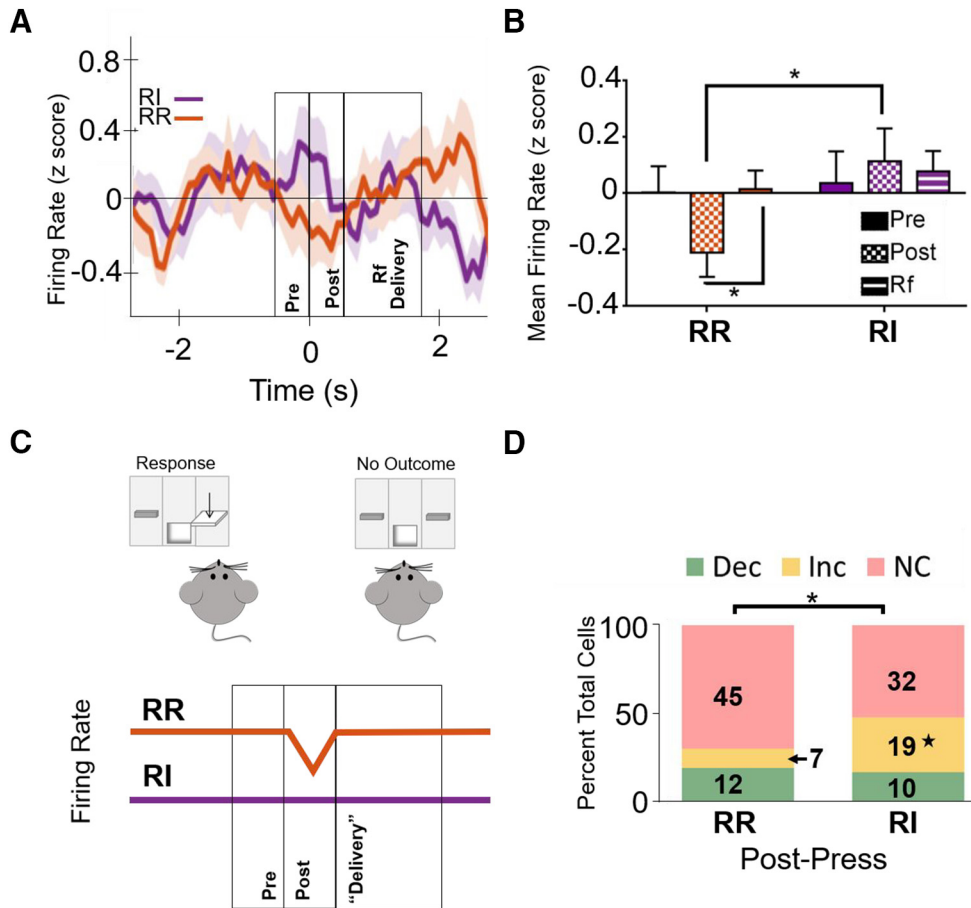 A
Firing Rate (z score)
0.8
0.4
0
-0.4
RI
RR
Pre
Post
Rf
Delivery
-2
0
2
Time (s)
B
Mean Firing Rate (z score)
0.4
0.2
0
-0.2
-0.4
*
*
Pre
Post
Rf
RR
RI
C
Response
No Outcome
Firing Rate
RR
RI
Pre
Post
“Delivery”
D
Dec
Inc
NC
*
Percent Total Cells
100
50
0
45
7
12
32
19 ★
10
RR
RI
Post-Press